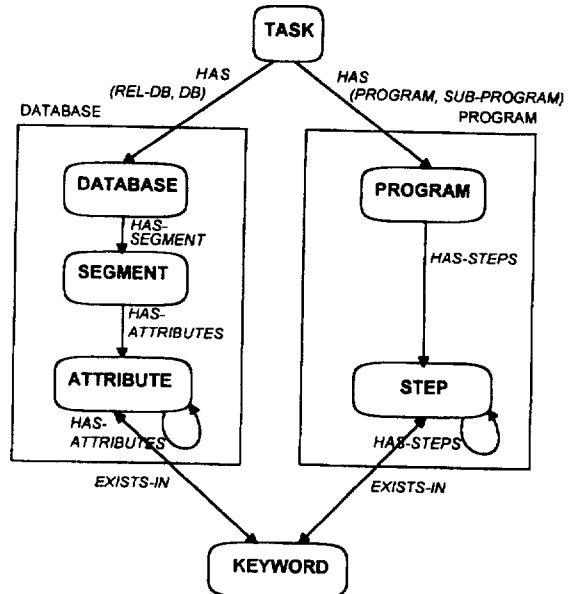 TASK
HAS
(REL-DB, DB)
HAS
(PROGRAM, SUB-PROGRAM)
DATABASE
PROGRAM
DATABASE
PROGRAM
HAS-
SEGMENT
HAS-STEPS
SEGMENT
HAS-
ATTRIBUTES
ATTRIBUTE
STEP
HAS-
ATTRIBUTES
HAS-STEPS
EXISTS-IN
EXISTS-IN
KEYWORD